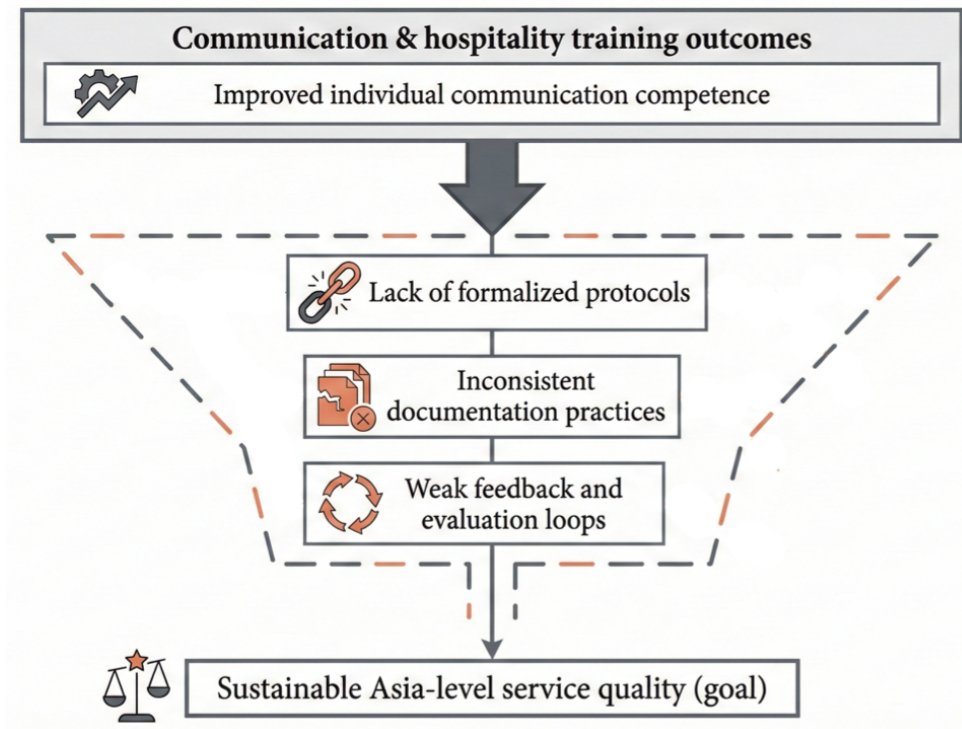 Communication & hospitality training outcomes
Improved individual communication competence
Lack of formalized protocols
Inconsistent
documentation practices
Weak feedback and
evaluation loops
Sustainable Asia-level service quality (goal)